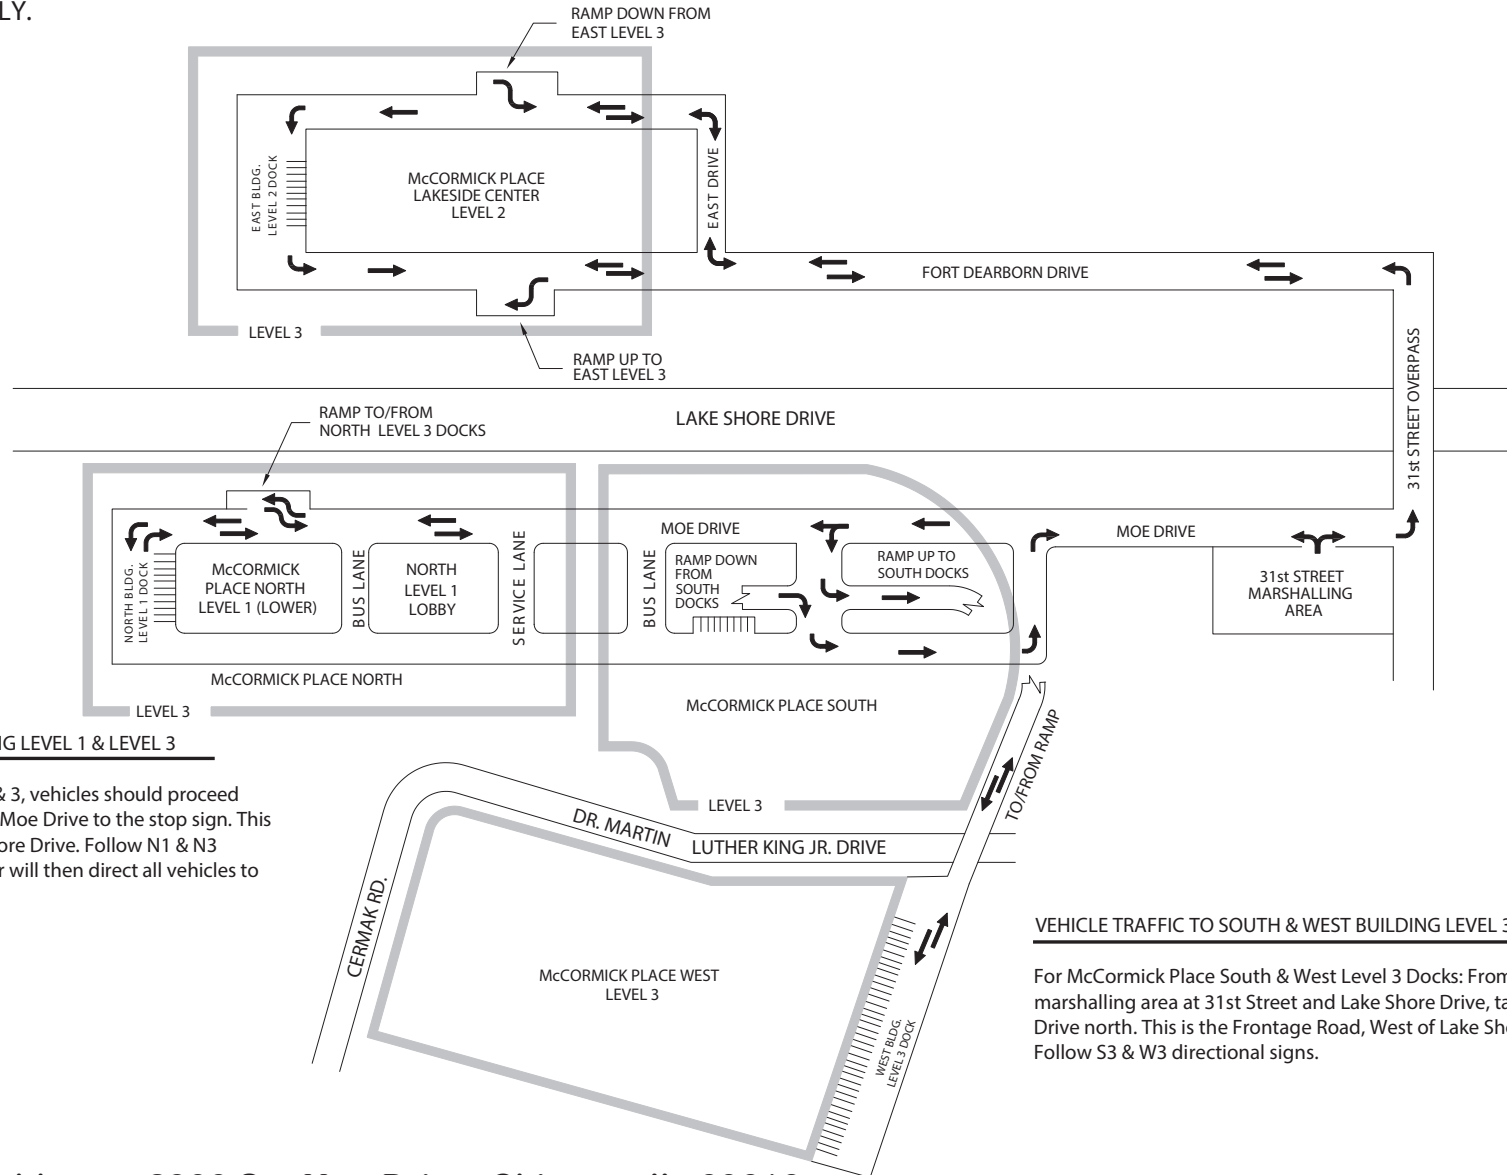 LY.
RAMP DOWN FROM
EAST LEVEL 3
EAST BLDG.
LEVEL 2 DOCK
McCORMICK PLACE
LAKESIDE CENTER
LEVEL 2
EAST DRIVE
FORT DEARBORN DRIVE
LEVEL 3
RAMP UP TO
EAST LEVEL 3
31st STREET OVERPASS
LAKE SHORE DRIVE
RAMP TO/FROM
NORTH LEVEL 3 DOCKS
NORTH BLDG.
LEVEL 1 DOCK
McCORMICK
PLACE NORTH
LEVEL 1 (LOWER)
BUS LANE
NORTH
LEVEL 1
LOBBY
SERVICE LANE
BUS LANE
MOE DRIVE
RAMP DOWN
FROM
SOUTH
DOCKS
RAMP UP TO
SOUTH DOCKS
MOE DRIVE
31st STREET
MARSHALLING
AREA
McCORMICK PLACE NORTH
LEVEL 3
McCORMICK PLACE SOUTH
LEVEL 3
TO/FROM RAMP
NG LEVEL 1 & LEVEL 3
& 3, vehicles should proceed
Moe Drive to the stop sign. This
ore Drive. Follow N1 & N3
r will then direct all vehicles to
DR. MARTIN
LUTHER KING JR. DRIVE
CERMAK RD.
McCORMICK PLACE WEST
LEVEL 3
WEST BLDG.
LEVEL 3 DOCK
VEHICLE TRAFFIC TO SOUTH & WEST BUILDING LEVEL 3
For McCormick Place South & West Level 3 Docks: From
marshalling area at 31st Street and Lake Shore Drive, ta
Drive north. This is the Frontage Road, West of Lake Sho
Follow S3 & W3 directional signs.